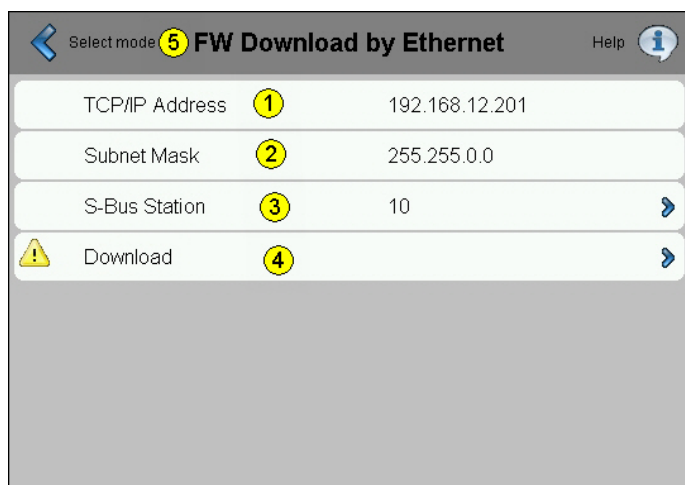 Select mode 5 FW Download by Ethernet Help i
TCP/IP Address 1 192.168.12.201
Subnet Mask 2 255.255.0.0
S-Bus Station 3 10
! Download 4